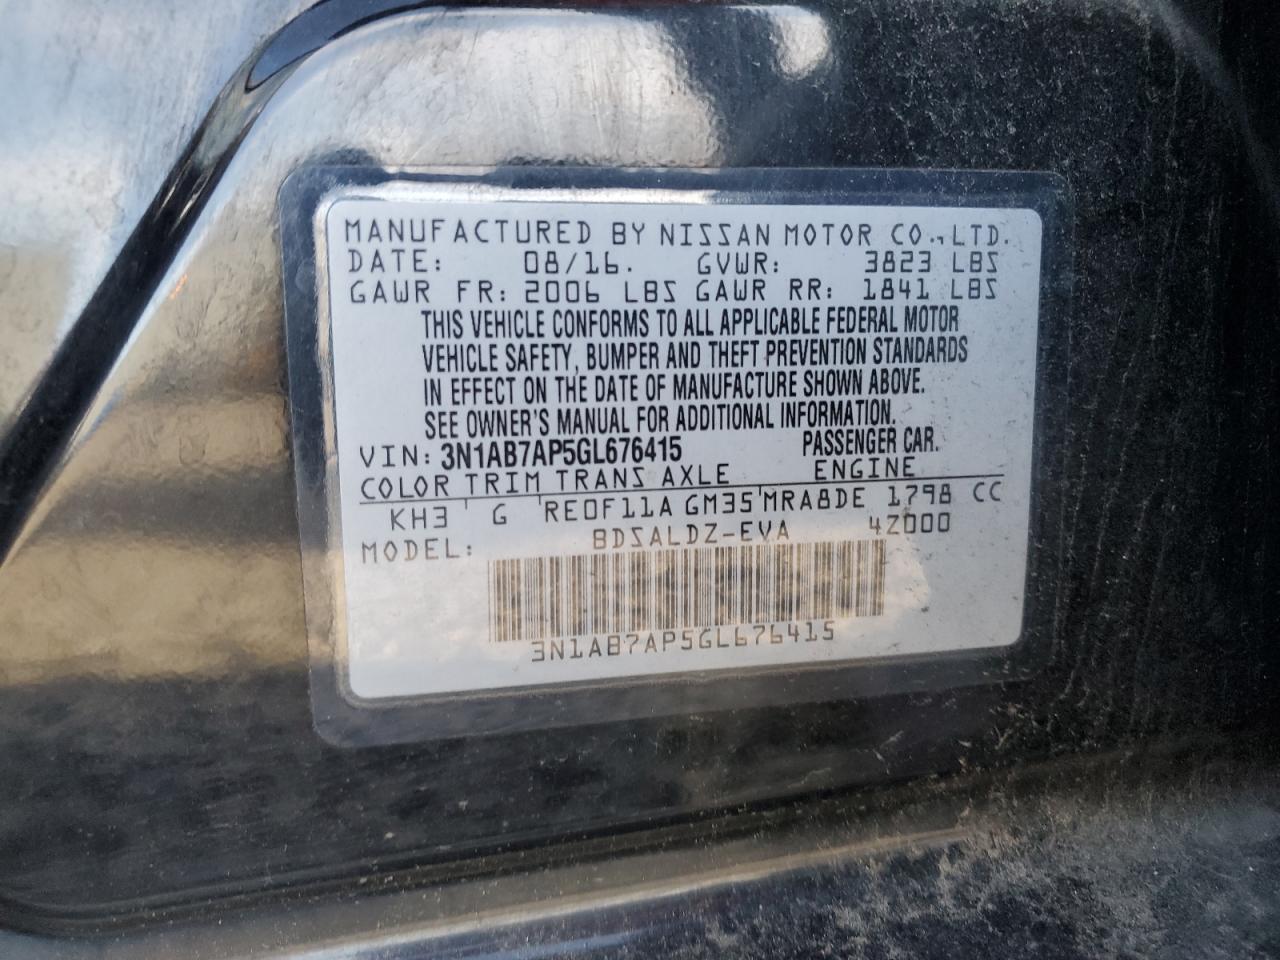 MANUFACTURED BY NISSAN MOTOR CO., LTD.
DATE: 08/16. GVWR: 3823 LBS
GAWR FR: 2006 LBS GAWR RR: 1841 LBS
THIS VEHICLE CONFORMS TO ALL APPLICABLE FEDERAL MOTOR
VEHICLE SAFETY, BUMPER AND THEFT PREVENTION STANDARDS
IN EFFECT ON THE DATE OF MANUFACTURE SHOWN ABOVE.
SEE OWNER'S MANUAL FOR ADDITIONAL INFORMATION.
VIN: 3N1AB7AP5GL676415 PASSENGER CAR.
COLOR TRIM TRANS AXLE ENGINE
KH3 G RE0F11A GM35 MRA8DE 1798 CC
MODEL: BDSALDZ-EVA 4Z000
3N1AB7AP5GL676415